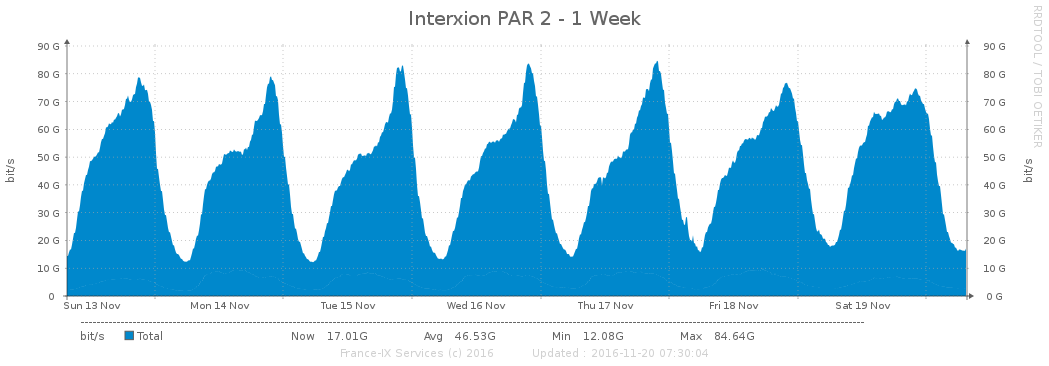 Interxion PAR 2 - 1 Week
RRDTOOL / TOBI OETIKER
bit/s
90 G
80 G
70 G
60 G
50 G
40 G
30 G
20 G
10 G
0
90 G
80 G
70 G
60 G
50 G
40 G
30 G
20 G
10 G
0 G
bit/s
Sun 13 Nov Mon 14 Nov Tue 15 Nov Wed 16 Nov Thu 17 Nov Fri 18 Nov Sat 19 Nov
bit/s Total Now 17.01G Avg 46.53G Min 12.08G Max 84.64G
France-IX Services (c) 2016 Updated : 2016-11-20 07:30:04